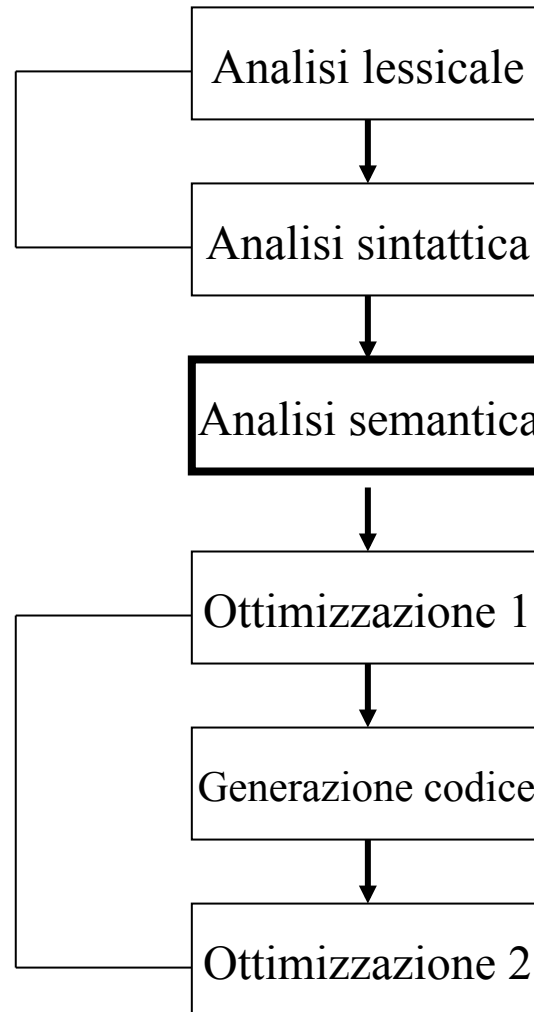 Analisi lessicale
Analisi sintattica
Analisi semantica
Ottimizzazione 1
Generazione codice
Ottimizzazione 2